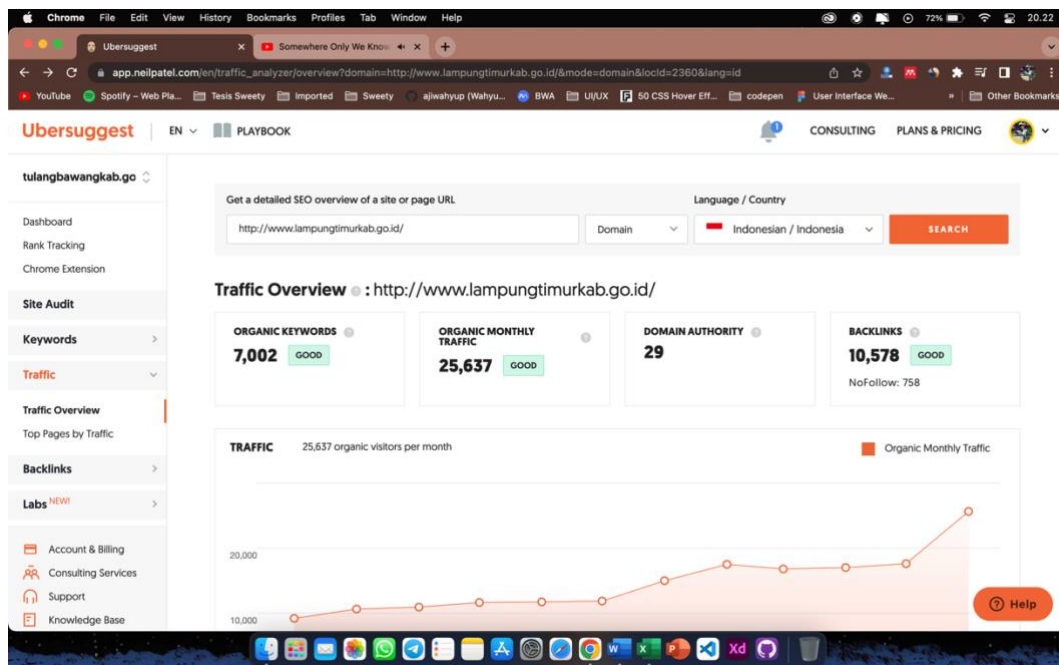 Chrome File Edit View History Bookmarks Profiles Tab Window Help 72% 20.22
Ubersuggest Somewhere Only We Know
app.neilpatel.com/en/traffic_analyzer/overview?domain=http://www.lampungtimurkab.go.id/&mode=domain&locId=2360&lang=id
YouTube Spotify – Web Pla... Tesis Sweety Imported Sweety ajiwahyup (Wahyu... BWA UI/UX 50 CSS Hover Eff... codepen User Interface We... » Other Bookmarks
Ubersuggest EN PLAYBOOK 1 CONSULTING PLANS & PRICING
tulangbawangkab.go
Dashboard
Rank Tracking
Chrome Extension
Site Audit
Keywords
Traffic
Traffic Overview
Top Pages by Traffic
Backlinks
Labs NEW!
Account & Billing
Consulting Services
Support
Knowledge Base
Get a detailed SEO overview of a site or page URL Language / Country
http://www.lampungtimurkab.go.id/ Domain Indonesian / Indonesia SEARCH
Traffic Overview : http://www.lampungtimurkab.go.id/
ORGANIC KEYWORDS
7,002 GOOD
ORGANIC MONTHLY
TRAFFIC
25,637 GOOD
DOMAIN AUTHORITY
29
BACKLINKS
10,578 GOOD
NoFollow: 758
TRAFFIC 25,637 organic visitors per month Organic Monthly Traffic
20,000
10,000
Help